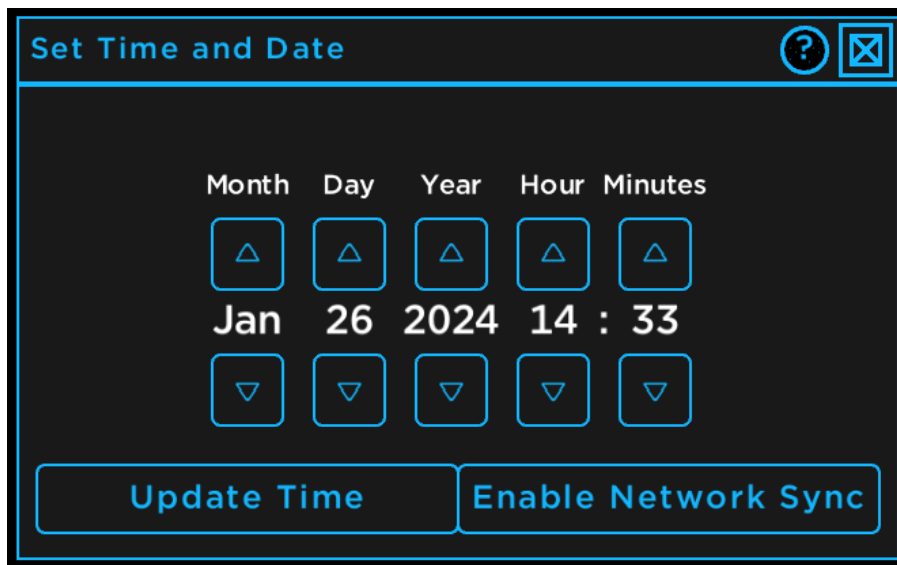 Set Time and Date ?
Month Day Year Hour Minutes
Jan 26 2024 14 : 33
Update Time Enable Network Sync